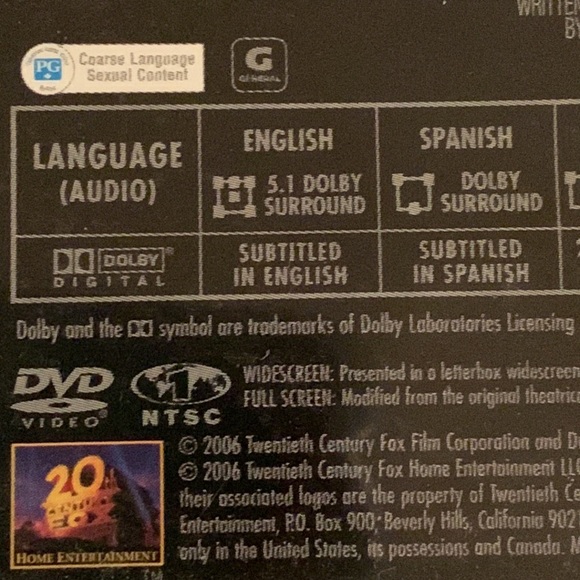 WRITTEN
BY
PG
Coarse Language
Sexual Content
G
GENERAL
LANGUAGE
(AUDIO)
ENGLISH
5.1 DOLBY
SURROUND
SPANISH
DOLBY
SURROUND
DOLBY
DIGITAL
SUBTITLED
IN ENGLISH
SUBTITLED
IN SPANISH
Dolby and the symbol are trademarks of Dolby Laboratories Licensing
DVD
VIDEO
NTSC
WIDESCREEN: Presented in a letterbox widescreen
FULL SCREEN: Modified from the original theatric
© 2006 Twentieth Century Fox Film Corporation and D
© 2006 Twentieth Century Fox Home Entertainment LL
their associated logos are the property of Twentieth Ce
Entertainment, P.O. Box 900, Beverly Hills, California 902
only in the United States, its possessions and Canada. M
20
CENTURY
FOX
HOME ENTERTAINMENT
TM